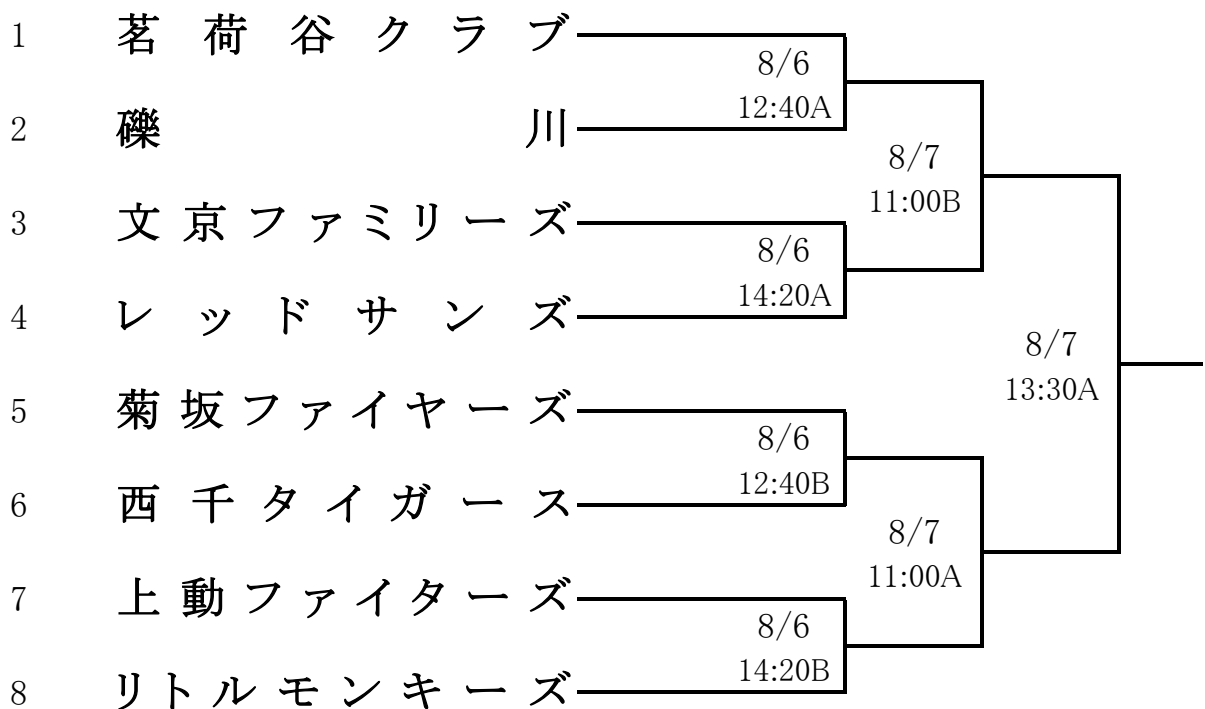 1 茗荷谷クラブ
8/6
12:40A
2 礫川
8/7
11:00B
3 文京ファミリーズ
8/6
14:20A
4 レッドサンズ
8/7
13:30A
5 菊坂ファイヤーズ
8/6
12:40B
6 西千タイガース
8/7
11:00A
7 上動ファイターズ
8/6
14:20B
8 リトルモンキーズ